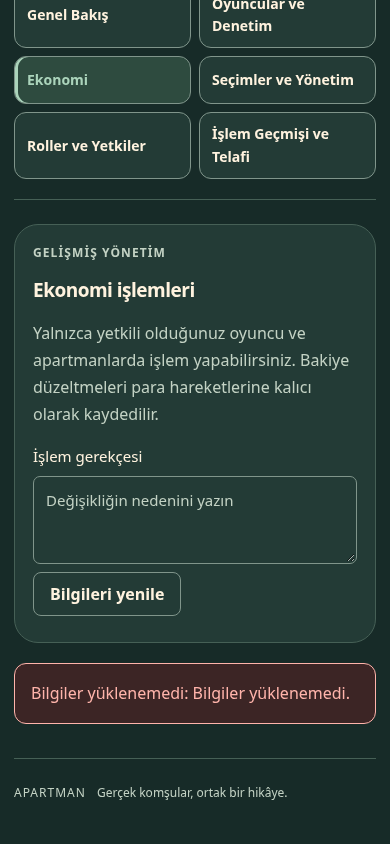 Genel Bakış
Oyuncular ve
Denetim
Ekonomi
Seçimler ve Yönetim
Roller ve Yetkiler
İşlem Geçmişi ve
Telafi
GELİŞMİŞ YÖNETİM
Ekonomi işlemleri
Yalnızca yetkili olduğunuz oyuncu ve
apartmanlarda işlem yapabilirsiniz. Bakiye
düzeltmeleri para hareketlerine kalıcı
olarak kaydedilir.
İşlem gerekçesi
Değişikliğin nedenini yazın
Bilgileri yenile
Bilgiler yüklenemedi: Bilgiler yüklenemedi.
APARTMAN Gerçek komşular, ortak bir hikâye.